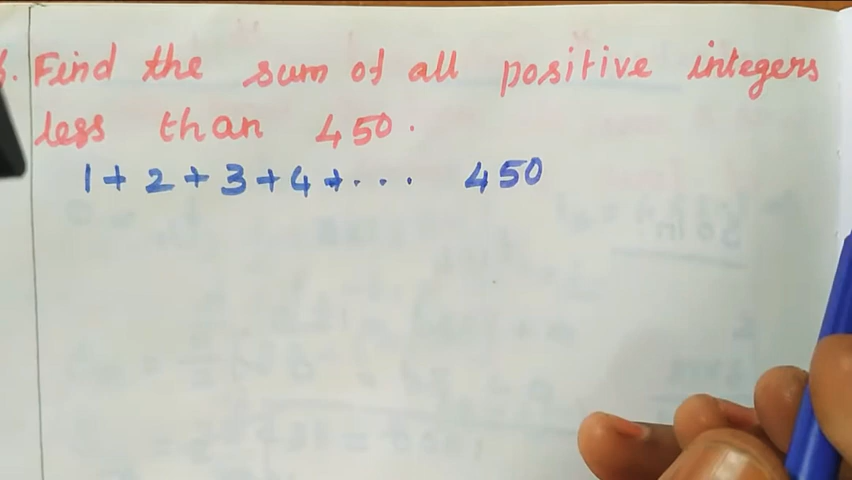 Find the sum of all positive integers
less than 450.
1 + 2 + 3 + 4 + ... 450